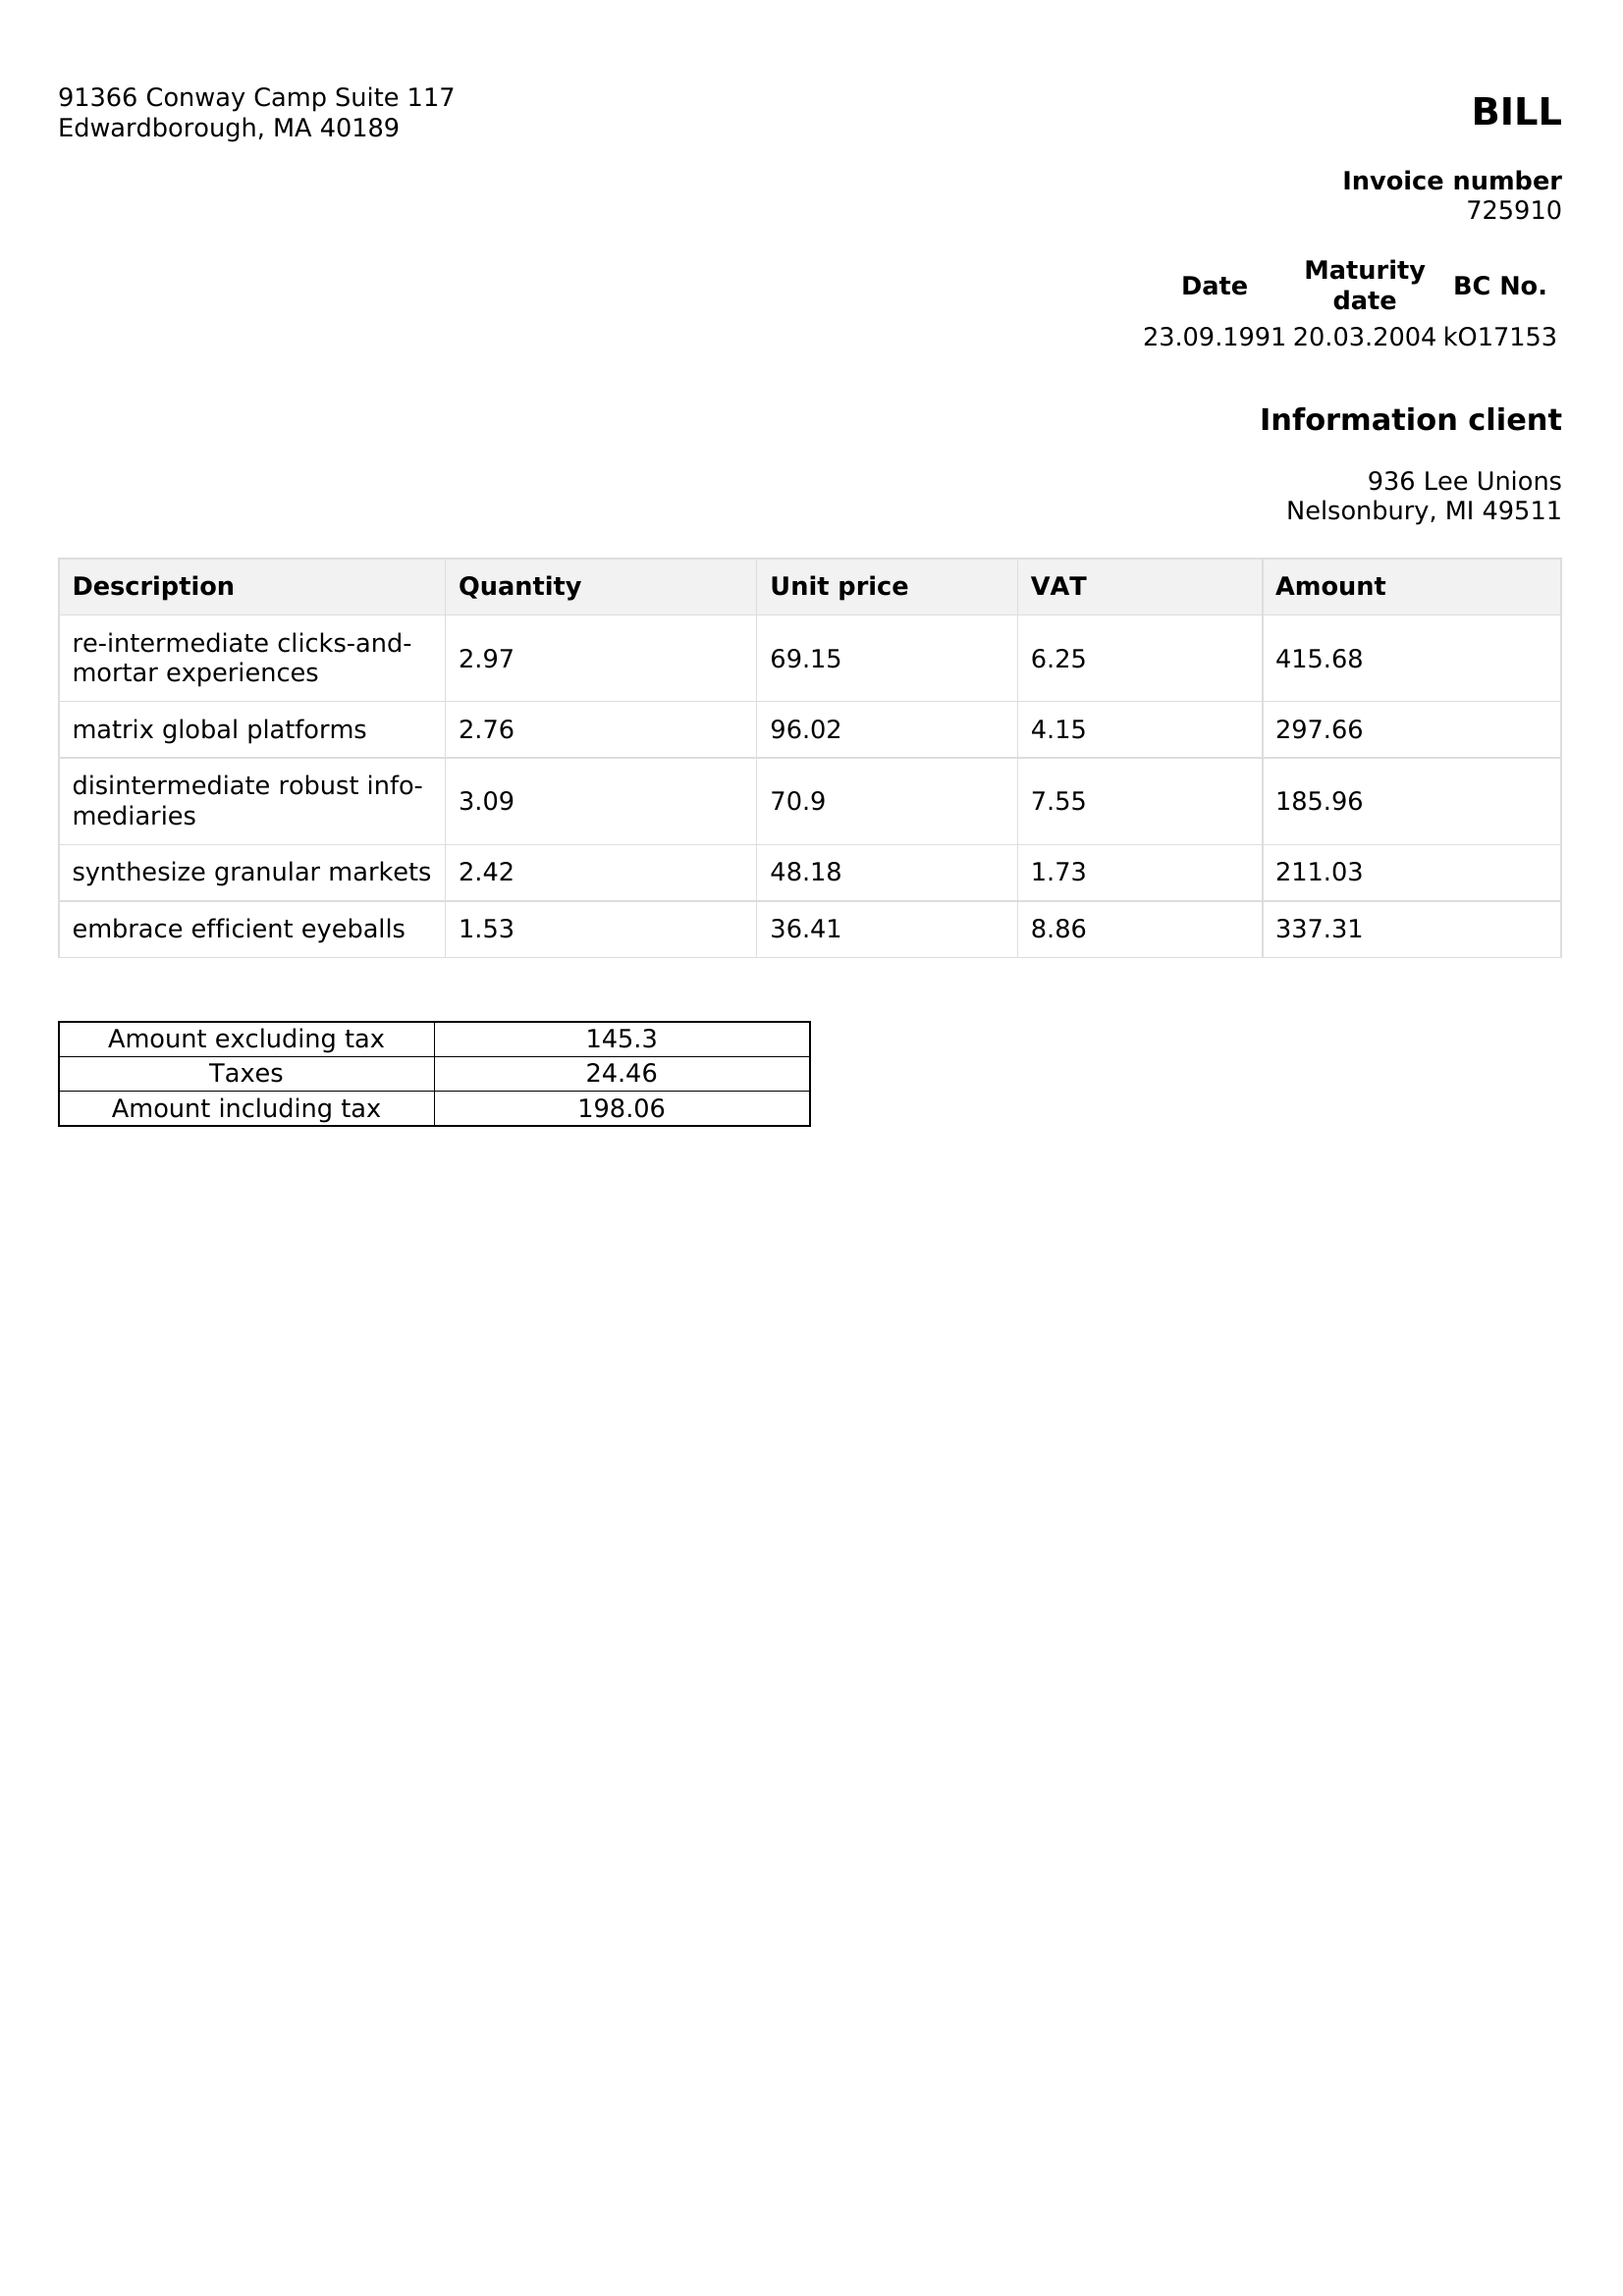 91366 Conway Camp Suite 117
Edwardborough, MA 40189
BILL
Invoice number
725910
Date Maturity date BC No.
23.09.1991 20.03.2004 kO17153
Information client
936 Lee Unions
Nelsonbury, MI 49511
Description Quantity Unit price VAT Amount
re-intermediate clicks-and-
mortar experiences 2.97 69.15 6.25 415.68
matrix global platforms 2.76 96.02 4.15 297.66
disintermediate robust info-
mediaries 3.09 70.9 7.55 185.96
synthesize granular markets 2.42 48.18 1.73 211.03
embrace efficient eyeballs 1.53 36.41 8.86 337.31
Amount excluding tax 145.3
Taxes 24.46
Amount including tax 198.06